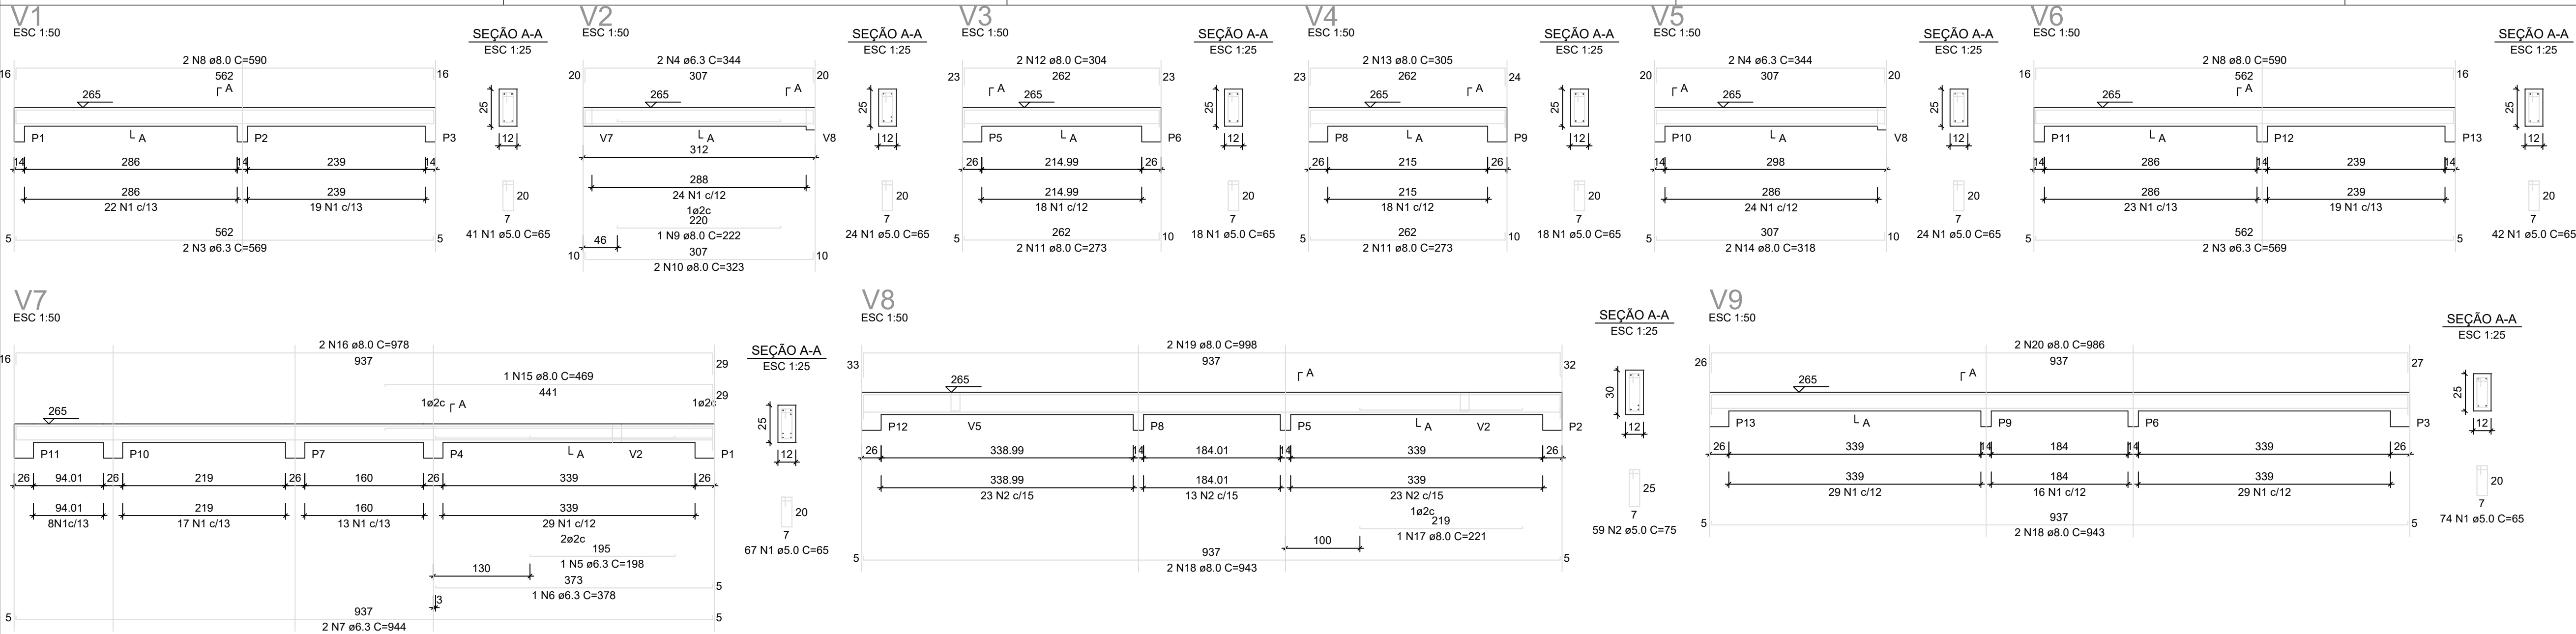 V1
ESC 1:50
SEÇÃO A-A
ESC 1:25
2 N8 ø8.0 C=590
16
562
16
A
265
25
P1
A
P2
P3
12
14
286
14
239
14
286
239
22 N1 c/13
19 N1 c/13
20
7
41 N1 ø5.0 C=65
5
562
5
2 N3 ø6.3 C=569
V2
ESC 1:50
SEÇÃO A-A
ESC 1:25
2 N4 ø6.3 C=344
20
307
20
A
265
25
V7
A
V8
12
312
288
24 N1 c/12
1ø2c
220
1 N9 ø8.0 C=222
20
7
24 N1 ø5.0 C=65
46
10
307
10
2 N10 ø8.0 C=323
V3
ESC 1:50
SEÇÃO A-A
ESC 1:25
2 N12 ø8.0 C=304
23
262
23
A
265
25
P5
A
P6
12
26
214.99
26
214.99
18 N1 c/12
20
7
18 N1 ø5.0 C=65
5
262
10
2 N11 ø8.0 C=273
V4
ESC 1:50
SEÇÃO A-A
ESC 1:25
2 N13 ø8.0 C=305
23
262
24
A
265
25
P8
A
P9
12
26
215
26
215
18 N1 c/12
20
7
18 N1 ø5.0 C=65
5
262
10
2 N11 ø8.0 C=273
V5
ESC 1:50
SEÇÃO A-A
ESC 1:25
2 N4 ø6.3 C=344
20
307
20
A
265
25
P10
A
V8
12
14
298
286
24 N1 c/12
20
7
24 N1 ø5.0 C=65
5
307
10
2 N14 ø8.0 C=318
V6
ESC 1:50
SEÇÃO A-A
ESC 1:25
2 N8 ø8.0 C=590
16
562
16
A
265
25
P11
A
P12
P13
12
14
286
14
239
14
286
239
23 N1 c/13
19 N1 c/13
20
7
42 N1 ø5.0 C=65
5
562
5
2 N3 ø6.3 C=569
V7
ESC 1:50
SEÇÃO A-A
ESC 1:25
2 N16 ø8.0 C=978
16
937
29
1 N15 ø8.0 C=469
441
29
1ø2c
A
1ø2c
265
25
P11
P10
P7
P4
A
V2
P1
12
26
94.01
26
219
26
160
26
339
26
94.01
219
160
339
8N1c/13
17 N1 c/13
13 N1 c/13
29 N1 c/12
20
7
67 N1 ø5.0 C=65
2ø2c
195
1 N5 ø6.3 C=198
130
373
5
1 N6 ø6.3 C=378
3
5
937
5
2 N7 ø6.3 C=944
V8
ESC 1:50
SEÇÃO A-A
ESC 1:25
2 N19 ø8.0 C=998
33
937
32
A
265
30
P12
V5
P8
P5
A
V2
P2
12
26
338.99
14
184.01
14
339
26
338.99
184.01
339
23 N2 c/15
13 N2 c/15
23 N2 c/15
25
7
59 N2 ø5.0 C=75
1ø2c
219
1 N17 ø8.0 C=221
100
5
937
5
2 N18 ø8.0 C=943
V9
ESC 1:50
SEÇÃO A-A
ESC 1:25
2 N20 ø8.0 C=986
26
937
27
A
265
25
P13
A
P9
P6
P3
12
26
339
14
184
14
339
26
339
184
339
29 N1 c/12
16 N1 c/12
29 N1 c/12
20
7
74 N1 ø5.0 C=65
5
937
5
2 N18 ø8.0 C=943